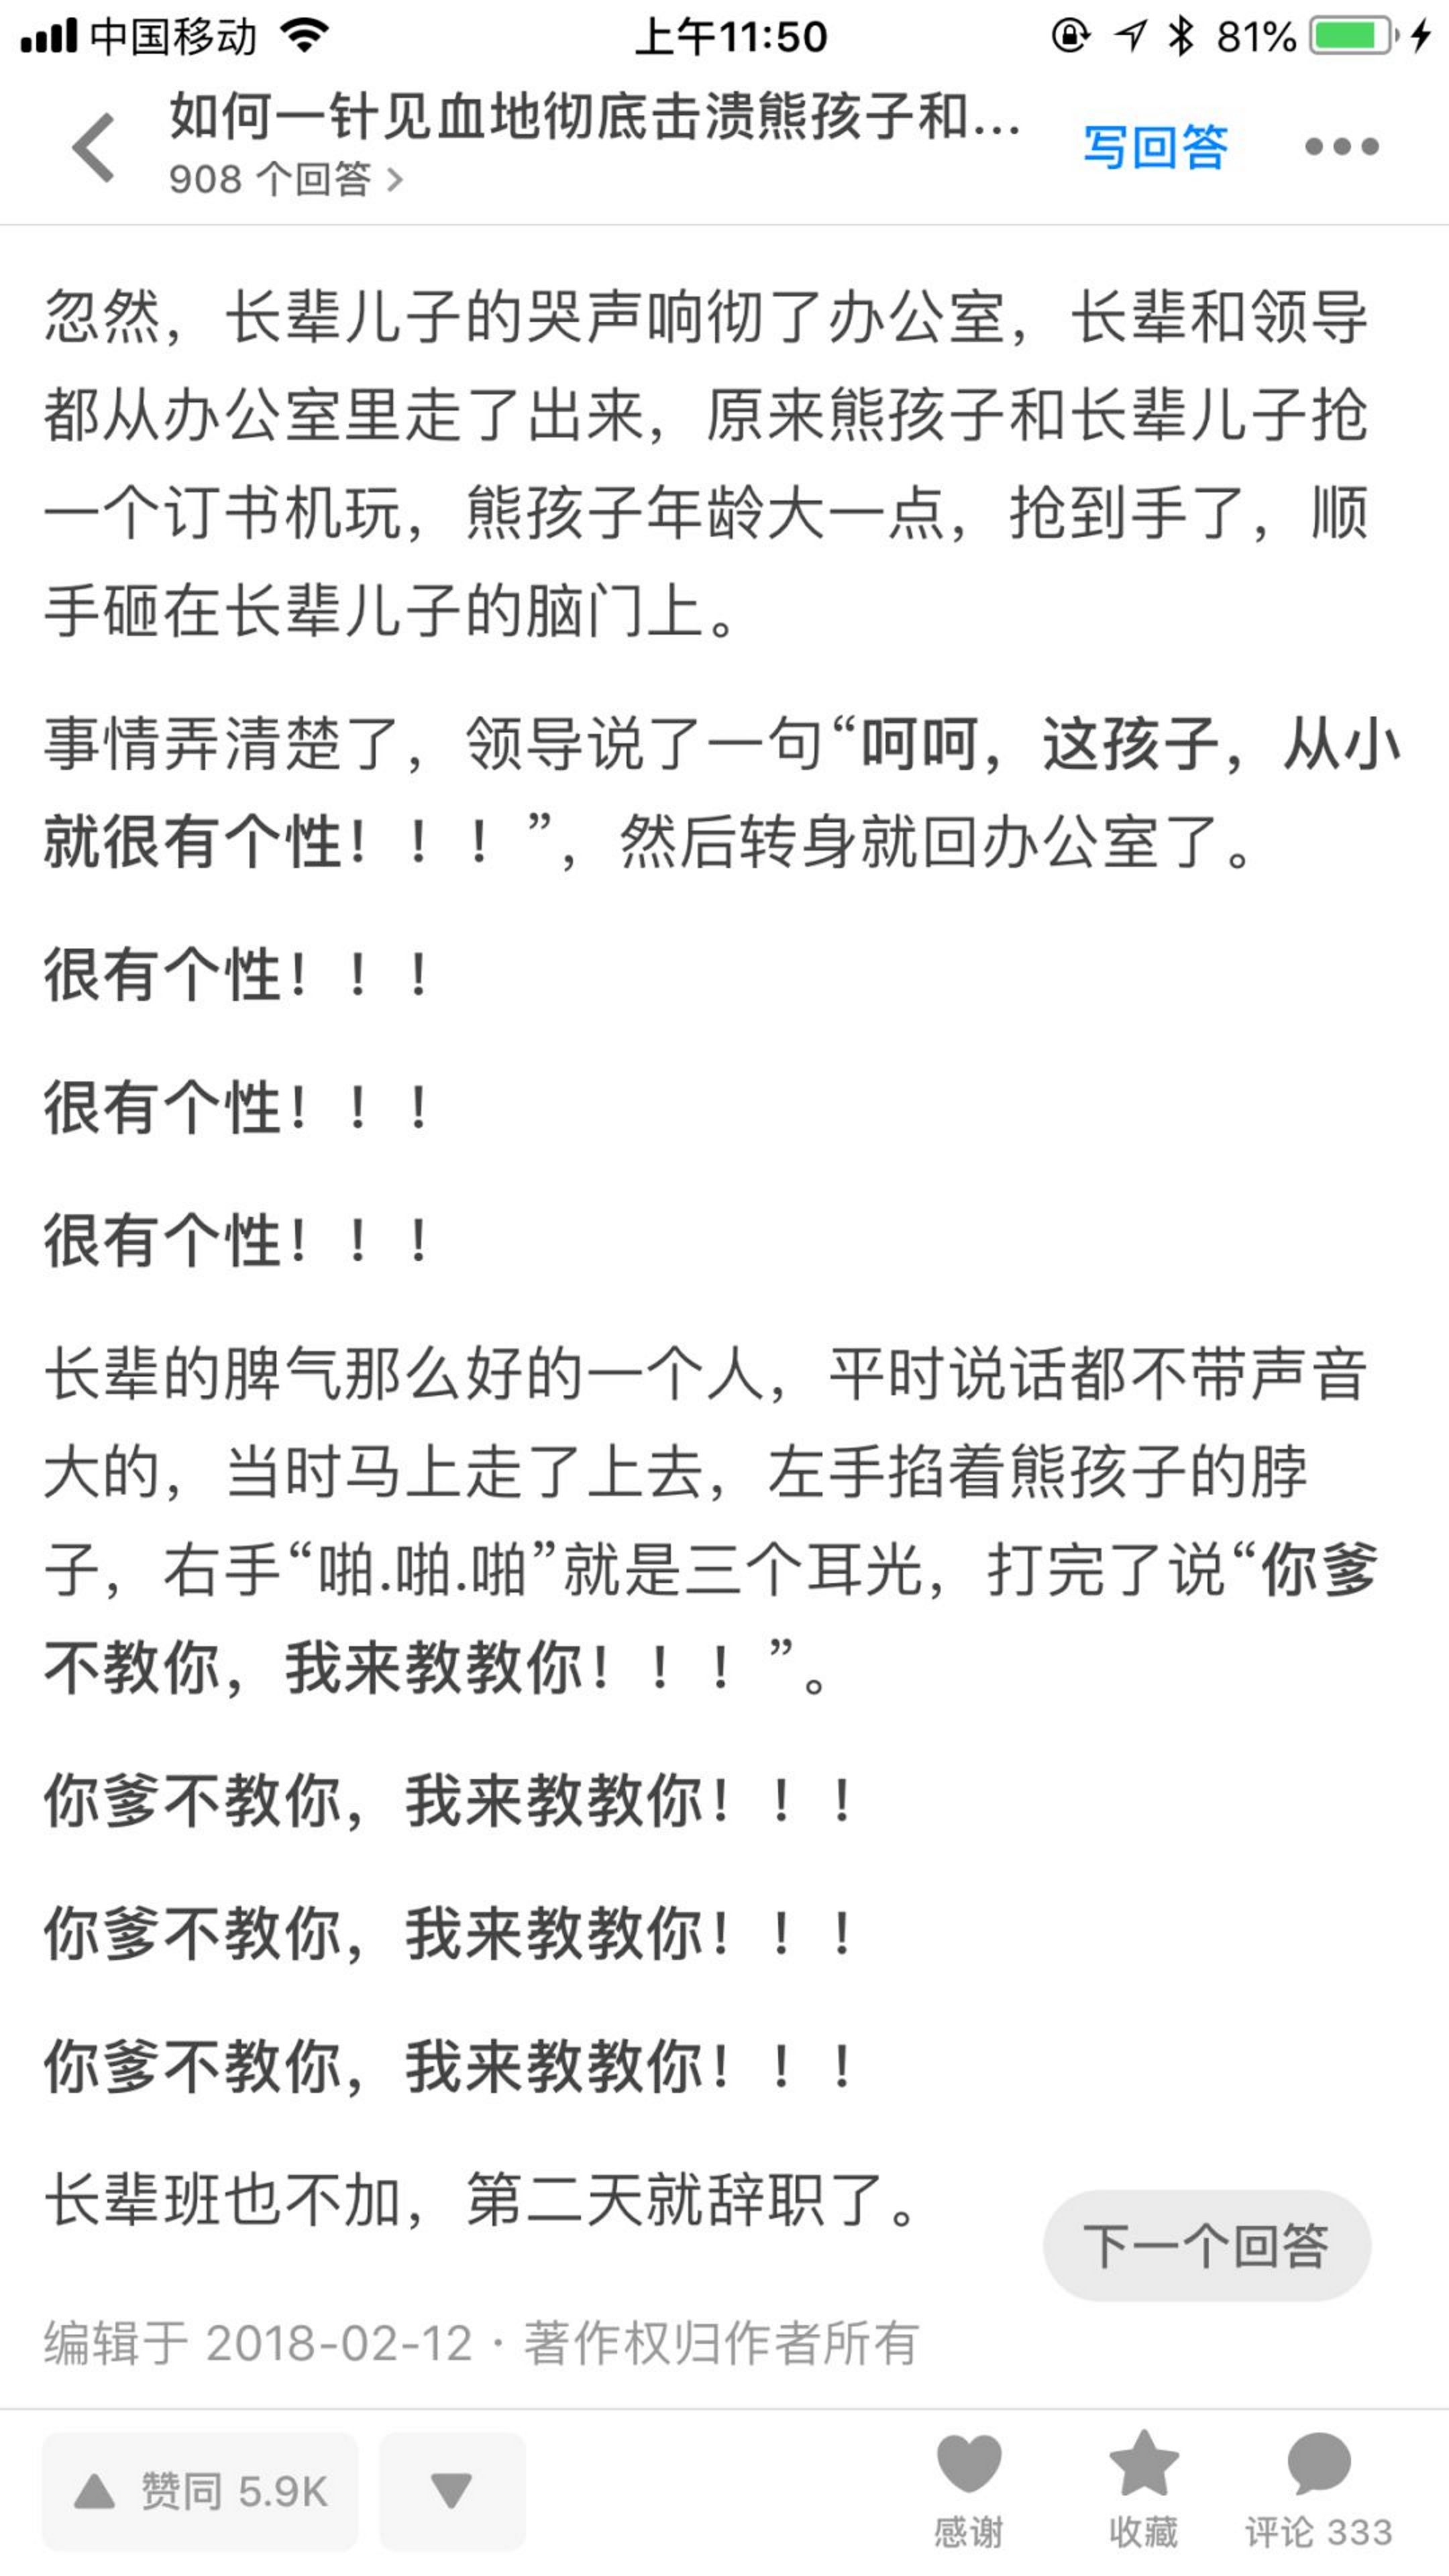 中国移动
上午11:50
81%
如何一针见血地彻底击溃熊孩子和...
908 个回答
写回答
忽然，长辈儿子的哭声响彻了办公室，长辈和领导
都从办公室里走了出来，原来熊孩子和长辈儿子抢
一个订书机玩，熊孩子年龄大一点，抢到手了，顺
手砸在长辈儿子的脑门上。
事情弄清楚了，领导说了一句“呵呵，这孩子，从小
就很有个性！！！”，然后转身就回办公室了。
很有个性！！！
很有个性！！！
很有个性！！！
长辈的脾气那么好的一个人，平时说话都不带声音
大的，当时马上走了上去，左手掐着熊孩子的脖
子，右手“啪.啪.啪”就是三个耳光，打完了说“你爹
不教你，我来教教你！！！”。
你爹不教你，我来教教你！！！
你爹不教你，我来教教你！！！
你爹不教你，我来教教你！！！
长辈班也不加，第二天就辞职了。
下一个回答
编辑于 2018-02-12 · 著作权归作者所有
赞同 5.9K
感谢
收藏
评论 333